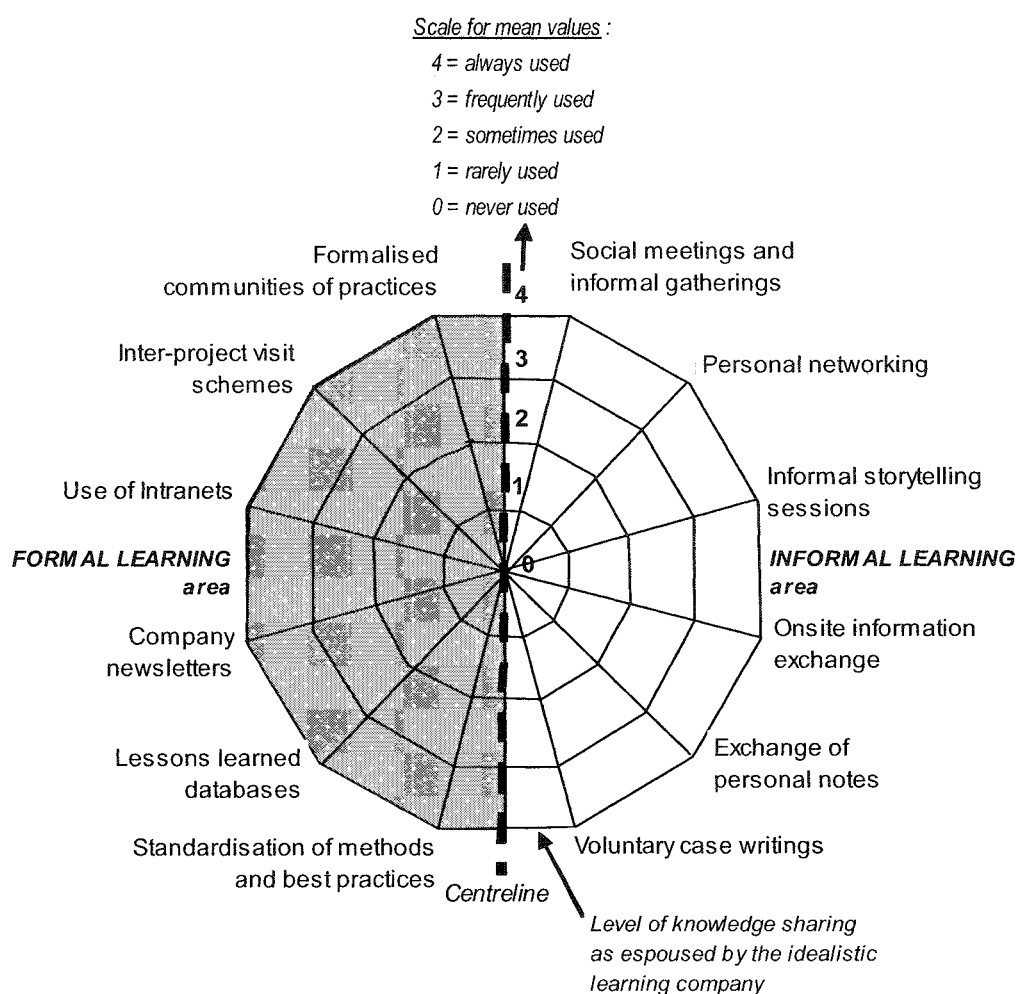 Scale for mean values :
4 = always used
3 = frequently used
2 = sometimes used
1 = rarely used
0 = never used
Formalised
communities of practices
Social meetings and
informal gatherings
4
Inter-project visit
schemes
3
Personal networking
2
Use of Intranets
1
Informal storytelling
sessions
FORMAL LEARNING
area
0
INFORMAL LEARNING
area
Company
newsletters
Onsite information
exchange
Lessons learned
databases
Exchange of
personal notes
Standardisation of methods
and best practices
Voluntary case writings
Centreline
Level of knowledge sharing
as espoused by the idealistic
learning company